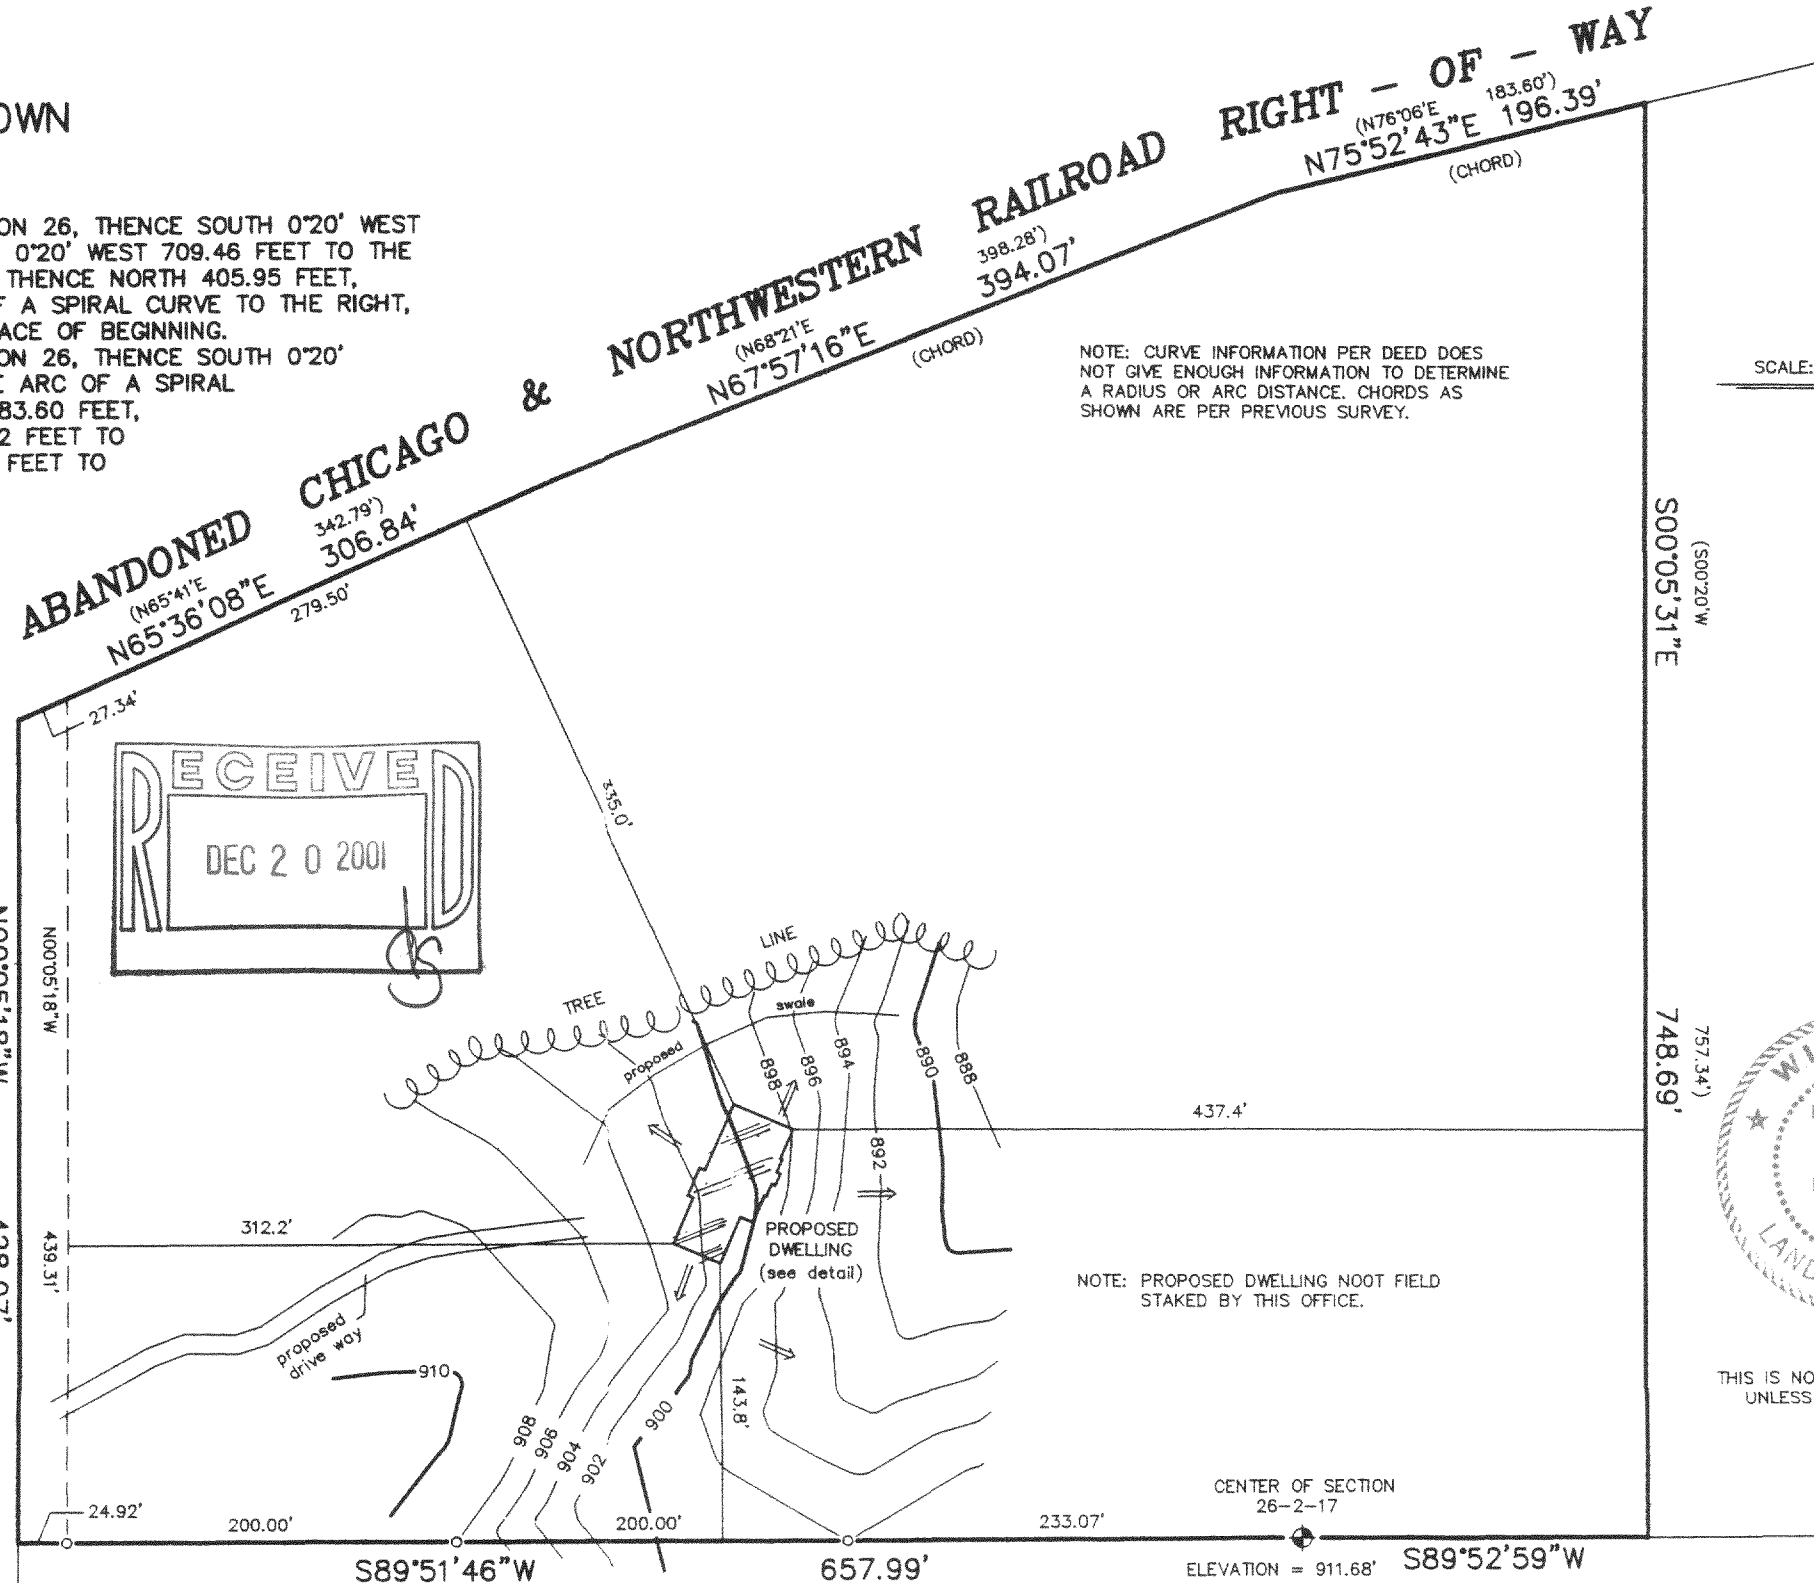 OWN
ON 26, THENCE SOUTH 0°20' WEST
0°20' WEST 709.46 FEET TO THE
THENCE NORTH 405.95 FEET,
F A SPIRAL CURVE TO THE RIGHT,
ACE OF BEGINNING.
ON 26, THENCE SOUTH 0°20'
E ARC OF A SPIRAL
83.60 FEET,
2 FEET TO
FEET TO
ABANDONED CHICAGO & NORTHWESTERN RAILROAD RIGHT - OF - WAY
(N65°41'E 342.79')
N65°36'08"E 306.84'
279.50'
(N68°21'E 398.28')
N67°57'16"E 394.07'
(CHORD)
(N76°06'E 183.60')
N75°52'43"E 196.39'
(CHORD)
NOTE: CURVE INFORMATION PER DEED DOES
NOT GIVE ENOUGH INFORMATION TO DETERMINE
A RADIUS OR ARC DISTANCE. CHORDS AS
SHOWN ARE PER PREVIOUS SURVEY.
SCALE:
S00°05'31"E 748.69'
(S00°20'W 757.34')
27.34'
RECEIVED
DEC 20 2001
335.0'
N00°05'18"W 439.31'
N00°05'18"W 428.07'
TREE LINE
proposed swale
898
896
894
892
890
888
437.4'
312.2'
PROPOSED
DWELLING
(see detail)
NOTE: PROPOSED DWELLING NOOT FIELD
STAKED BY THIS OFFICE.
proposed
drive way
910
908
906
904
902
900
143.8'
THIS IS NO
UNLESS
LAND
CENTER OF SECTION
26-2-17
24.92'
200.00'
200.00'
233.07'
S89°51'46"W 657.99'
ELEVATION = 911.68'
S89°52'59"W